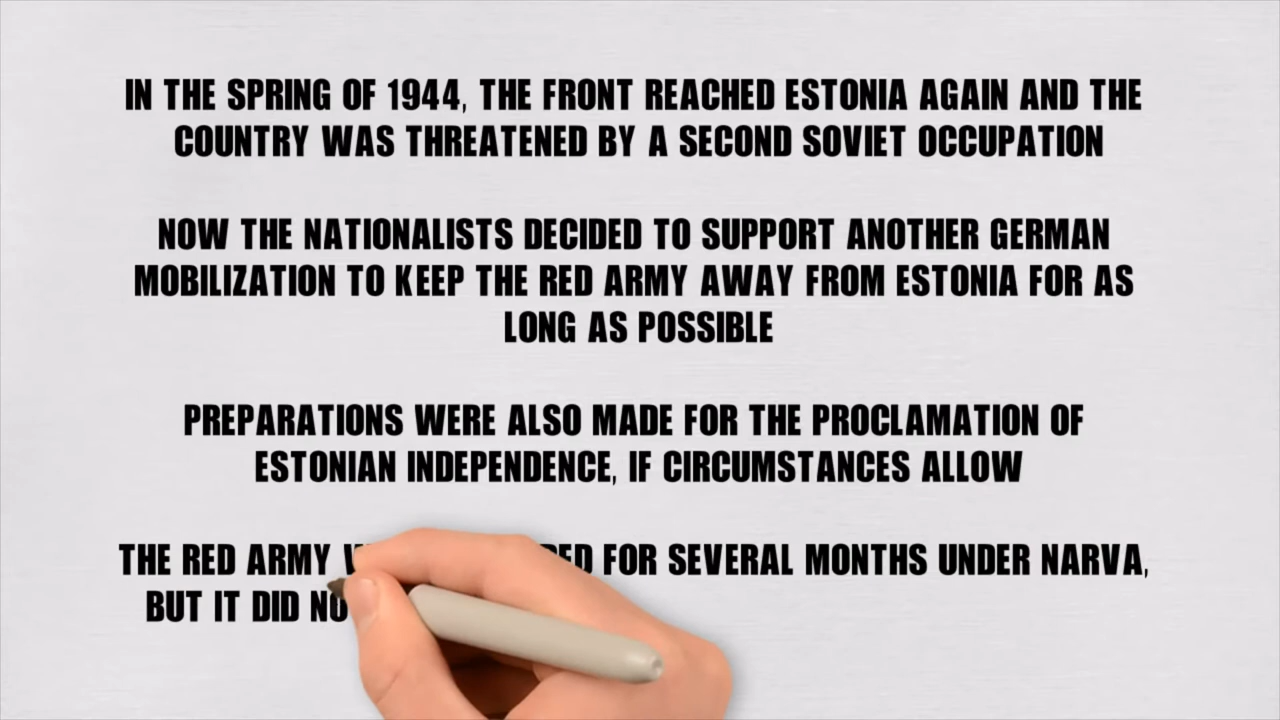 IN THE SPRING OF 1944, THE FRONT REACHED ESTONIA AGAIN AND THE
COUNTRY WAS THREATENED BY A SECOND SOVIET OCCUPATION
NOW THE NATIONALISTS DECIDED TO SUPPORT ANOTHER GERMAN
MOBILIZATION TO KEEP THE RED ARMY AWAY FROM ESTONIA FOR AS
LONG AS POSSIBLE
PREPARATIONS WERE ALSO MADE FOR THE PROCLAMATION OF
ESTONIAN INDEPENDENCE, IF CIRCUMSTANCES ALLOW
THE RED ARMY FOR SEVERAL MONTHS UNDER NARVA,
BUT IT DID